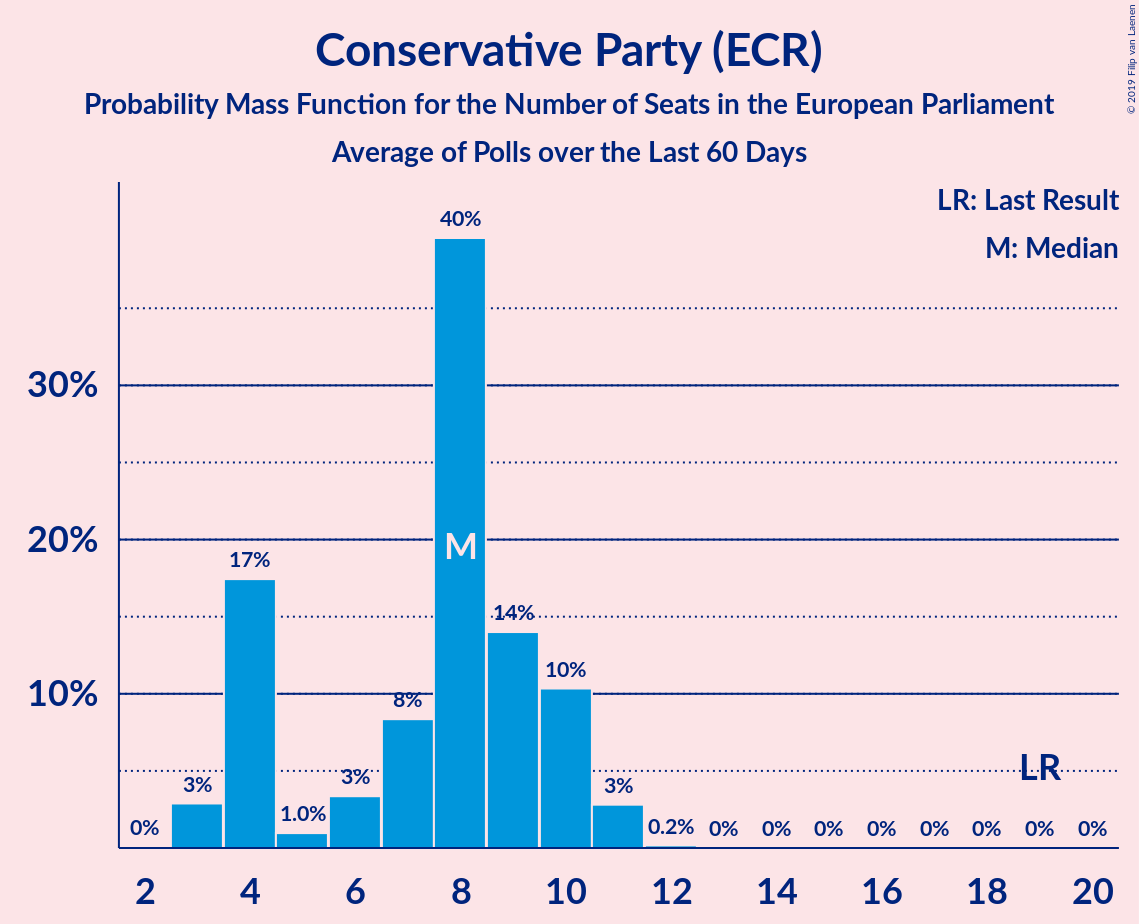 Conservative Party (ECR)
Probability Mass Function for the Number of Seats in the European Parliament
Average of Polls over the Last 60 Days
© 2019 Filip van Laenen
LR: Last Result
M: Median
30%
20%
10%
0%
3%
17%
1.0%
3%
8%
40%
14%
10%
3%
0.2%
0%
0%
0%
0%
0%
0%
0%
0%
M
LR
2 4 6 8 10 12 14 16 18 20